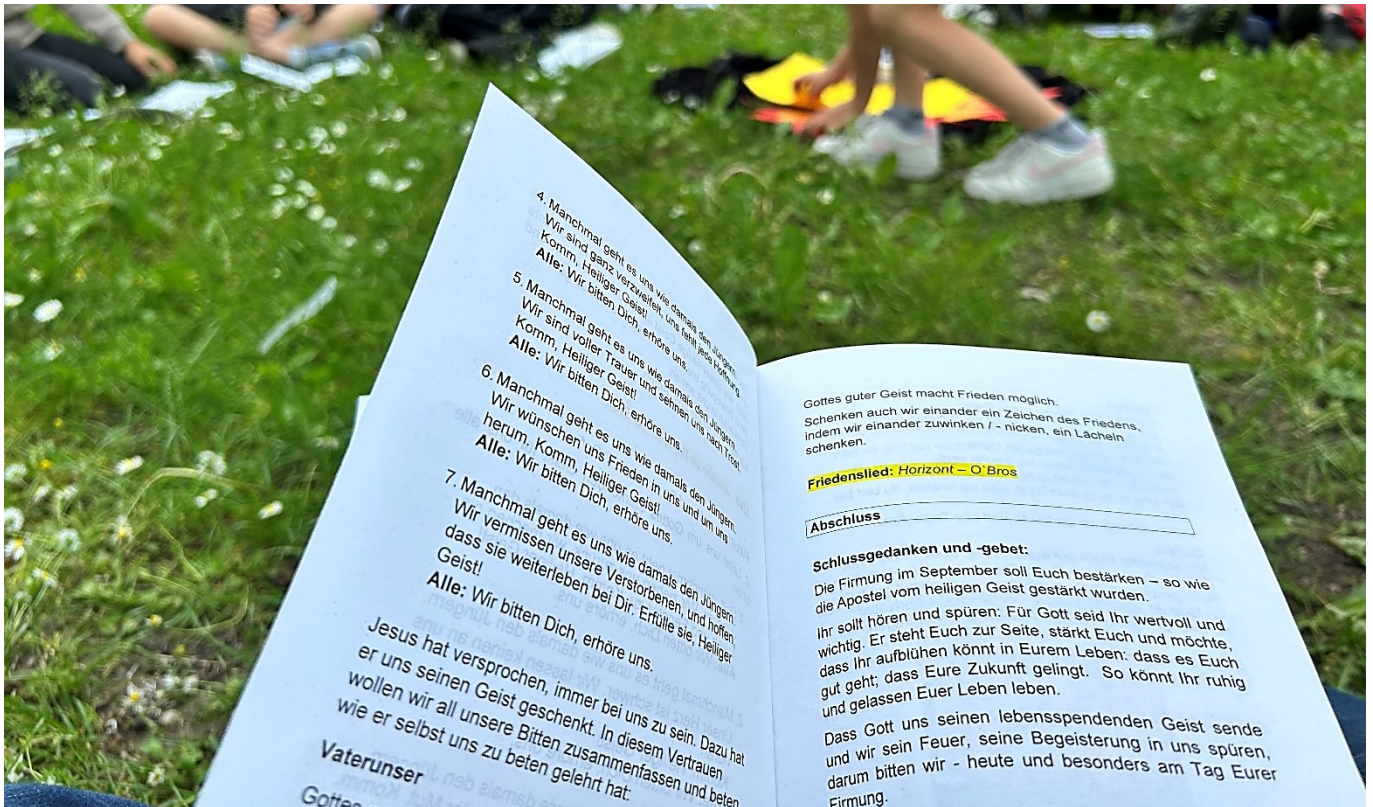 4. Manchmal geht es uns wie damals den Jüngern.
Wir sind ganz verzweifelt, uns fehlt jede Hoffnung.
Komm, Heiliger Geist!
Alle: Wir bitten Dich, erhöre uns.
5. Manchmal geht es uns wie damals den Jüngern.
Wir sind voller Trauer und sehnen uns nach Trost.
Komm, Heiliger Geist!
Alle: Wir bitten Dich, erhöre uns.
6. Manchmal geht es uns wie damals den Jüngern.
Wir wünschen uns Frieden in uns und um uns
herum. Komm, Heiliger Geist!
Alle: Wir bitten Dich, erhöre uns.
7. Manchmal geht es uns wie damals den Jüngern.
Wir vermissen unsere Verstorbenen, und hoffen
dass sie weiterleben bei Dir. Erfülle sie, Heiliger
Geist!
Alle: Wir bitten Dich, erhöre uns.
Jesus hat versprochen, immer bei uns zu sein. Dazu hat
er uns seinen Geist geschenkt. In diesem Vertrauen
wollen wir all unsere Bitten zusammenfassen und beten
wie er selbst uns zu beten gelehrt hat:
Vaterunser
Gottes guter Geist macht Frieden möglich.
Schenken auch wir einander ein Zeichen des Friedens,
indem wir einander zuwinken / - nicken, ein Lächeln
schenken.
Friedenslied: Horizont – O`Bros
Abschluss
Schlussgedanken und -gebet:
Die Firmung im September soll Euch bestärken – so wie
die Apostel vom heiligen Geist gestärkt wurden.
Ihr sollt hören und spüren: Für Gott seid Ihr wertvoll und
wichtig. Er steht Euch zur Seite, stärkt Euch und möchte,
dass Ihr aufblühen könnt in Eurem Leben: dass es Euch
gut geht; dass Eure Zukunft gelingt. So könnt Ihr ruhig
und gelassen Euer Leben leben.
Dass Gott uns seinen lebensspendenden Geist sende
und wir sein Feuer, seine Begeisterung in uns spüren,
darum bitten wir - heute und besonders am Tag Eurer
Firmung.